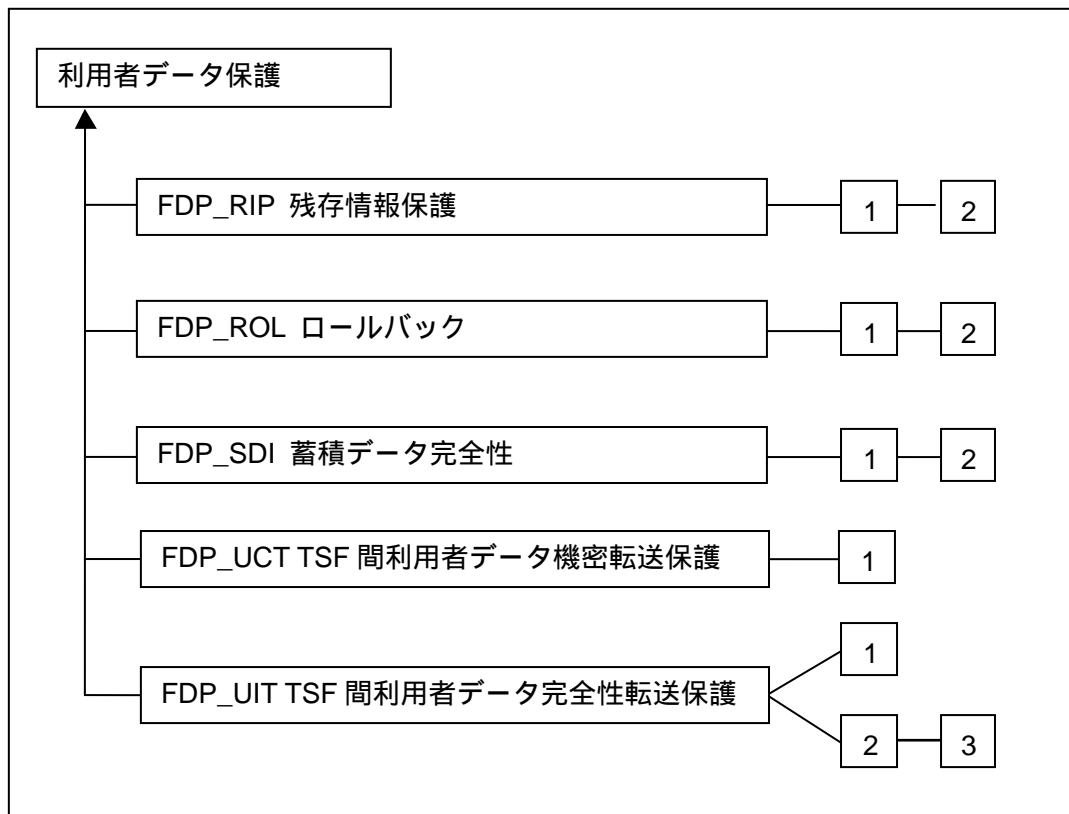 利用者データ保護
FDP_RIP 残存情報保護 1 2
FDP_ROL ロールバック 1 2
FDP_SDI 蓄積データ完全性 1 2
FDP_UCT TSF 間利用者データ機密転送保護 1
1
FDP_UIT TSF 間利用者データ完全性転送保護
2 3